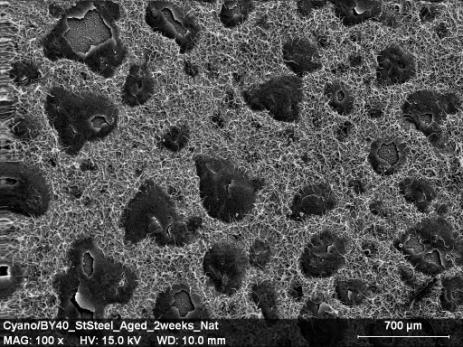 Cyano/BY40_StSteel_Aged_2weeks_Nat
MAG: 100 x HV: 15.0 kV WD: 10.0 mm 700 µm